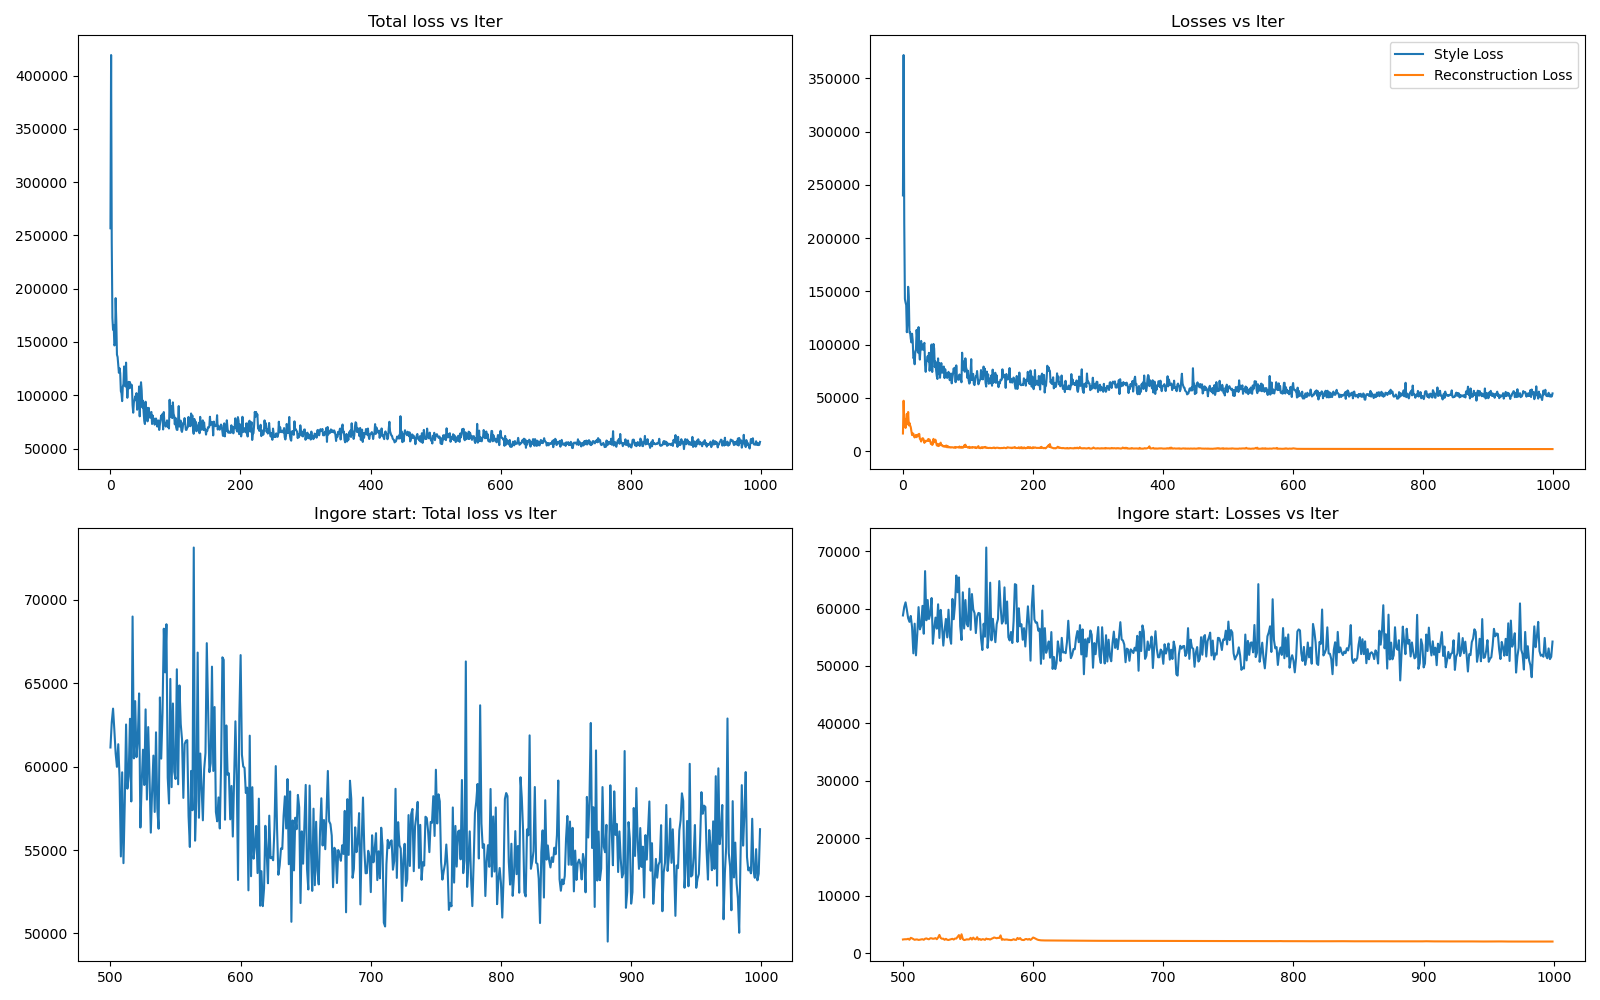 Total loss vs Iter
400000
350000
300000
250000
200000
150000
100000
50000
0 200 400 600 800 1000
Losses vs Iter
Style Loss
Reconstruction Loss
350000
300000
250000
200000
150000
100000
50000
0
0 200 400 600 800 1000
Ingore start: Total loss vs Iter
70000
65000
60000
55000
50000
500 600 700 800 900 1000
Ingore start: Losses vs Iter
70000
60000
50000
40000
30000
20000
10000
0
500 600 700 800 900 1000